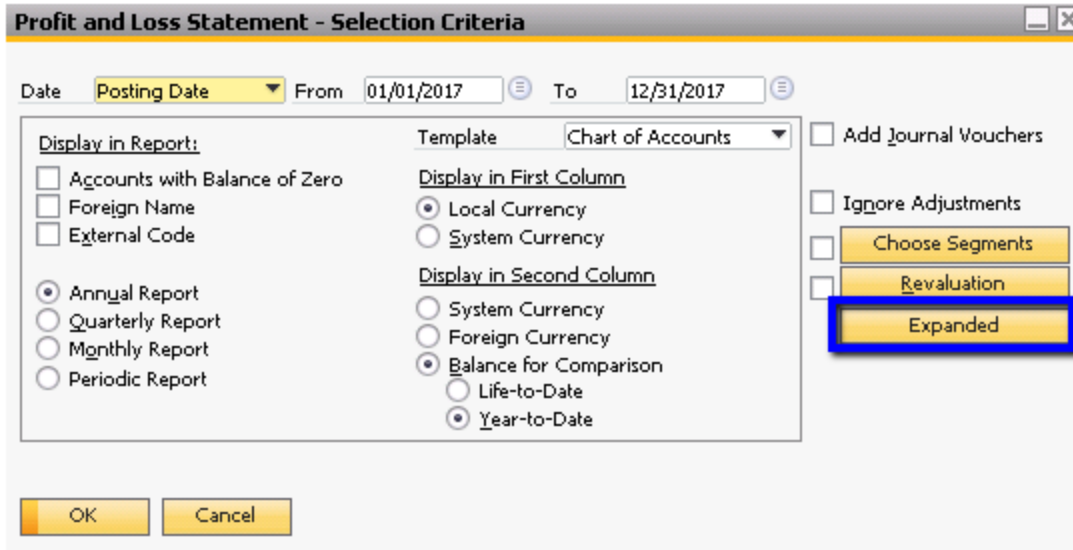 Profit and Loss Statement - Selection Criteria
Date Posting Date From 01/01/2017 To 12/31/2017
Display in Report:
Accounts with Balance of Zero
Foreign Name
External Code
Annual Report
Quarterly Report
Monthly Report
Periodic Report
Template Chart of Accounts
Display in First Column
Local Currency
System Currency
Display in Second Column
System Currency
Foreign Currency
Balance for Comparison
Life-to-Date
Year-to-Date
Add Journal Vouchers
Ignore Adjustments
Choose Segments
Revaluation
Expanded
OK Cancel